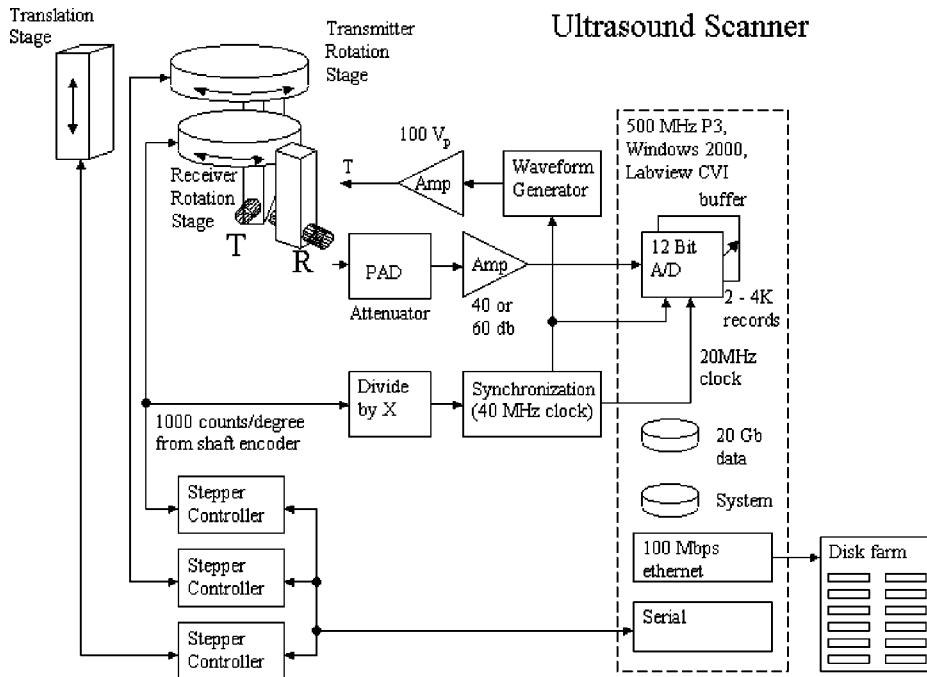 Translation
Stage
Transmitter
Rotation
Stage
Ultrasound Scanner
Receiver
Rotation
Stage
T
R
T
100 Vp
Amp
Waveform
Generator
500 MHz P3,
Windows 2000,
Labview CVI
buffer
12 Bit
A/D
2 - 4K
records
PAD
Attenuator
Amp
40 or
60 db
20MHz
clock
Divide
by X
Synchronization
(40 MHz clock)
1000 counts/degree
from shaft encoder
20 Gb
data
System
Stepper
Controller
Stepper
Controller
Stepper
Controller
100 Mbps
ethernet
Serial
Disk farm